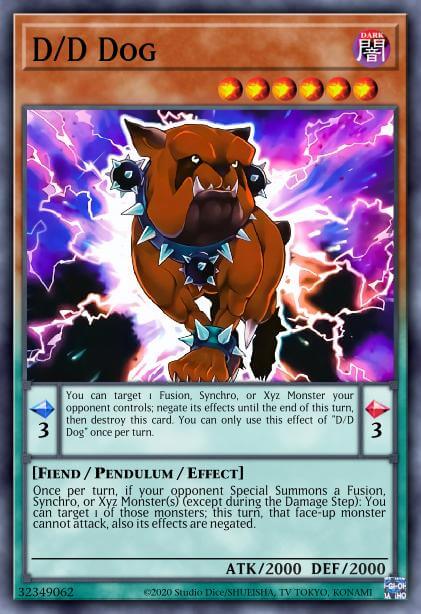 D/D Dog
DARK
闇
You can target 1 Fusion, Synchro, or Xyz Monster your
opponent controls; negate its effects until the end of this turn,
then destroy this card. You can only use this effect of "D/D
Dog" once per turn.
3
3
[Fiend / Pendulum / Effect]
Once per turn, if your opponent Special Summons a Fusion,
Synchro, or Xyz Monster(s) (except during the Damage Step): You
can target 1 of those monsters; this turn, that face-up monster
cannot attack, also its effects are negated.
ATK/2000 DEF/2000
32349062
©2020 Studio Dice/SHUEISHA, TV TOKYO, KONAMI